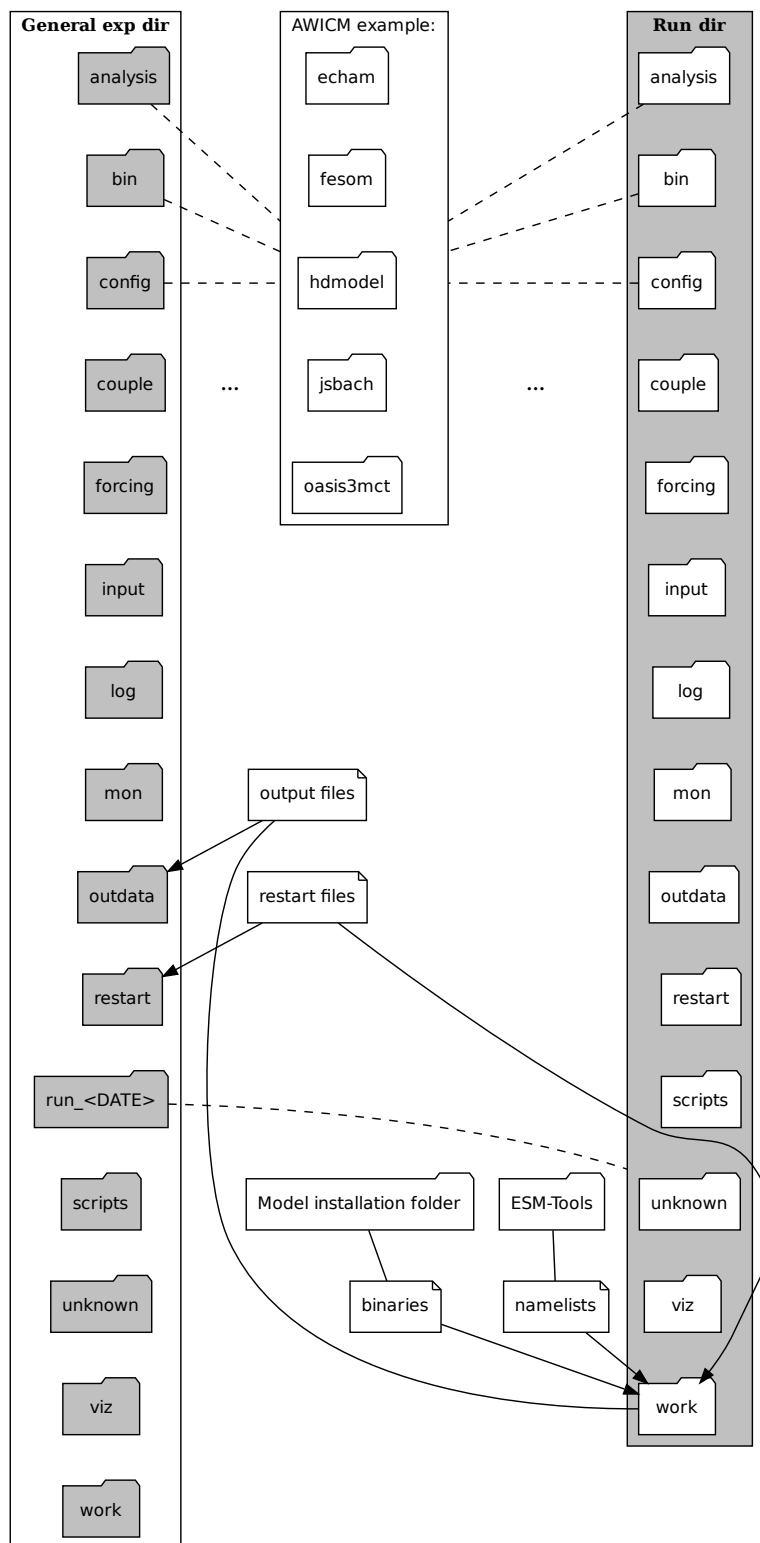 General exp dir
analysis
bin
config
couple
forcing
input
log
mon
outdata
restart
run_<DATE>
scripts
unknown
viz
work
...
AWICM example:
echam
fesom
hdmodel
jsbach
oasis3mct
output files
restart files
Model installation folder
ESM-Tools
binaries
namelists
...
Run dir
analysis
bin
config
couple
forcing
input
log
mon
outdata
restart
scripts
unknown
viz
work